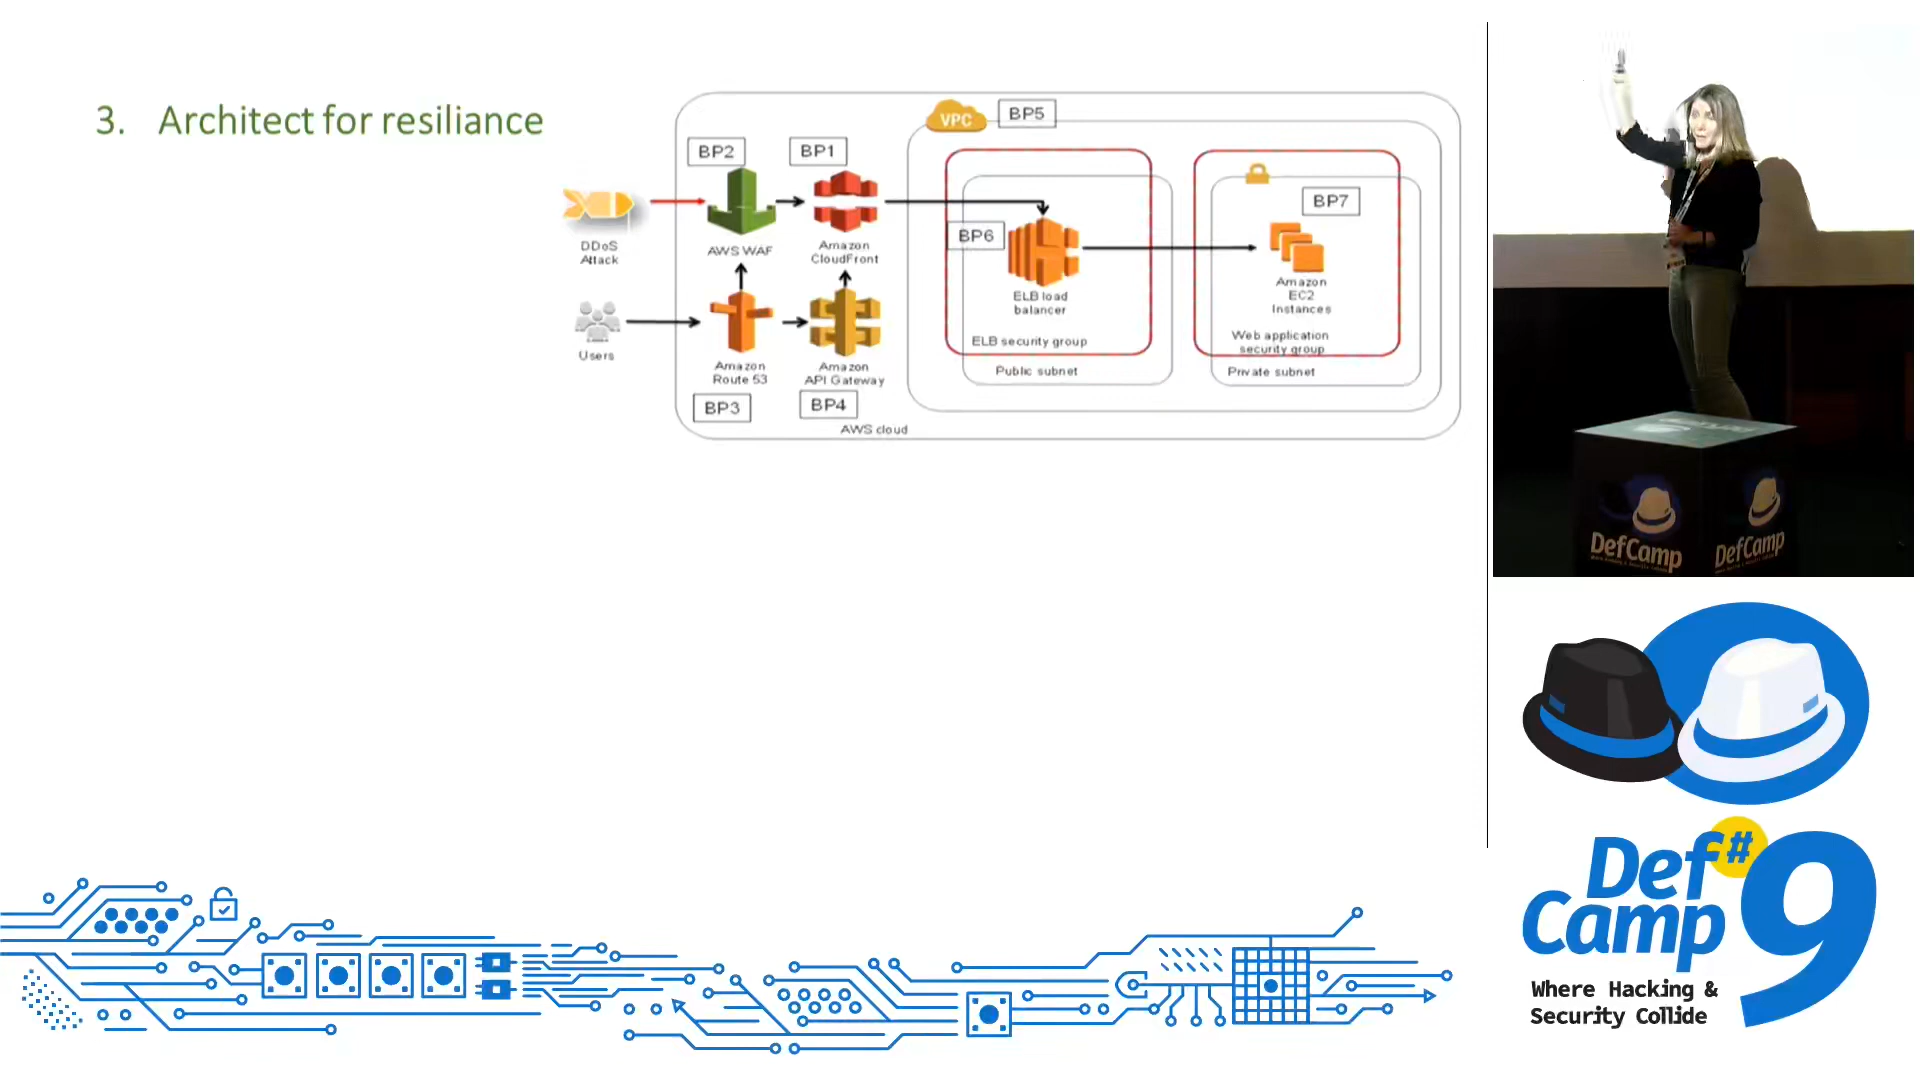 3. Architect for resiliance
VPC
BP5
BP2
BP1
BP7
BP6
DDoS
Attack
AWS WAF
Amazon
CloudFront
ELB load
balancer
Amazon
EC2
Instances
ELB security group
Web application
security group
Public subnet
Private subnet
Users
Amazon
Route 53
Amazon
API Gateway
BP3
BP4
AWS cloud
DefCamp
DefCamp
Def
Camp
#9
Where Hacking &
Security Collide